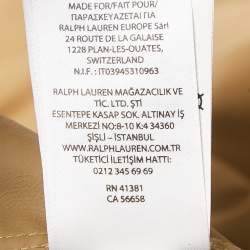 MADE FOR/FAIT POUR/
ΠΑΡΑΣΚΕΥΑΖΕΤΑΙ ΓΙΑ
RALPH LAUREN EUROPE Sàrl
24 ROUTE DE LA GALAISE
1228 PLAN-LES-OUATES,
SWITZERLAND
N.I.F. : IT03945310963
RALPH LAUREN MAĞAZACILIK VE
TİC. LTD. ŞTİ
ESENTEPE KASAP SOK. ALTINAY İŞ
MERKEZİ NO:8-10 K:4 34360
ŞİŞLİ – İSTANBUL
WWW.RALPHLAUREN.COM.TR
TÜKETİCİ İLETİŞİM HATTI:
0212 345 69 69
RN 41381
CA 56658